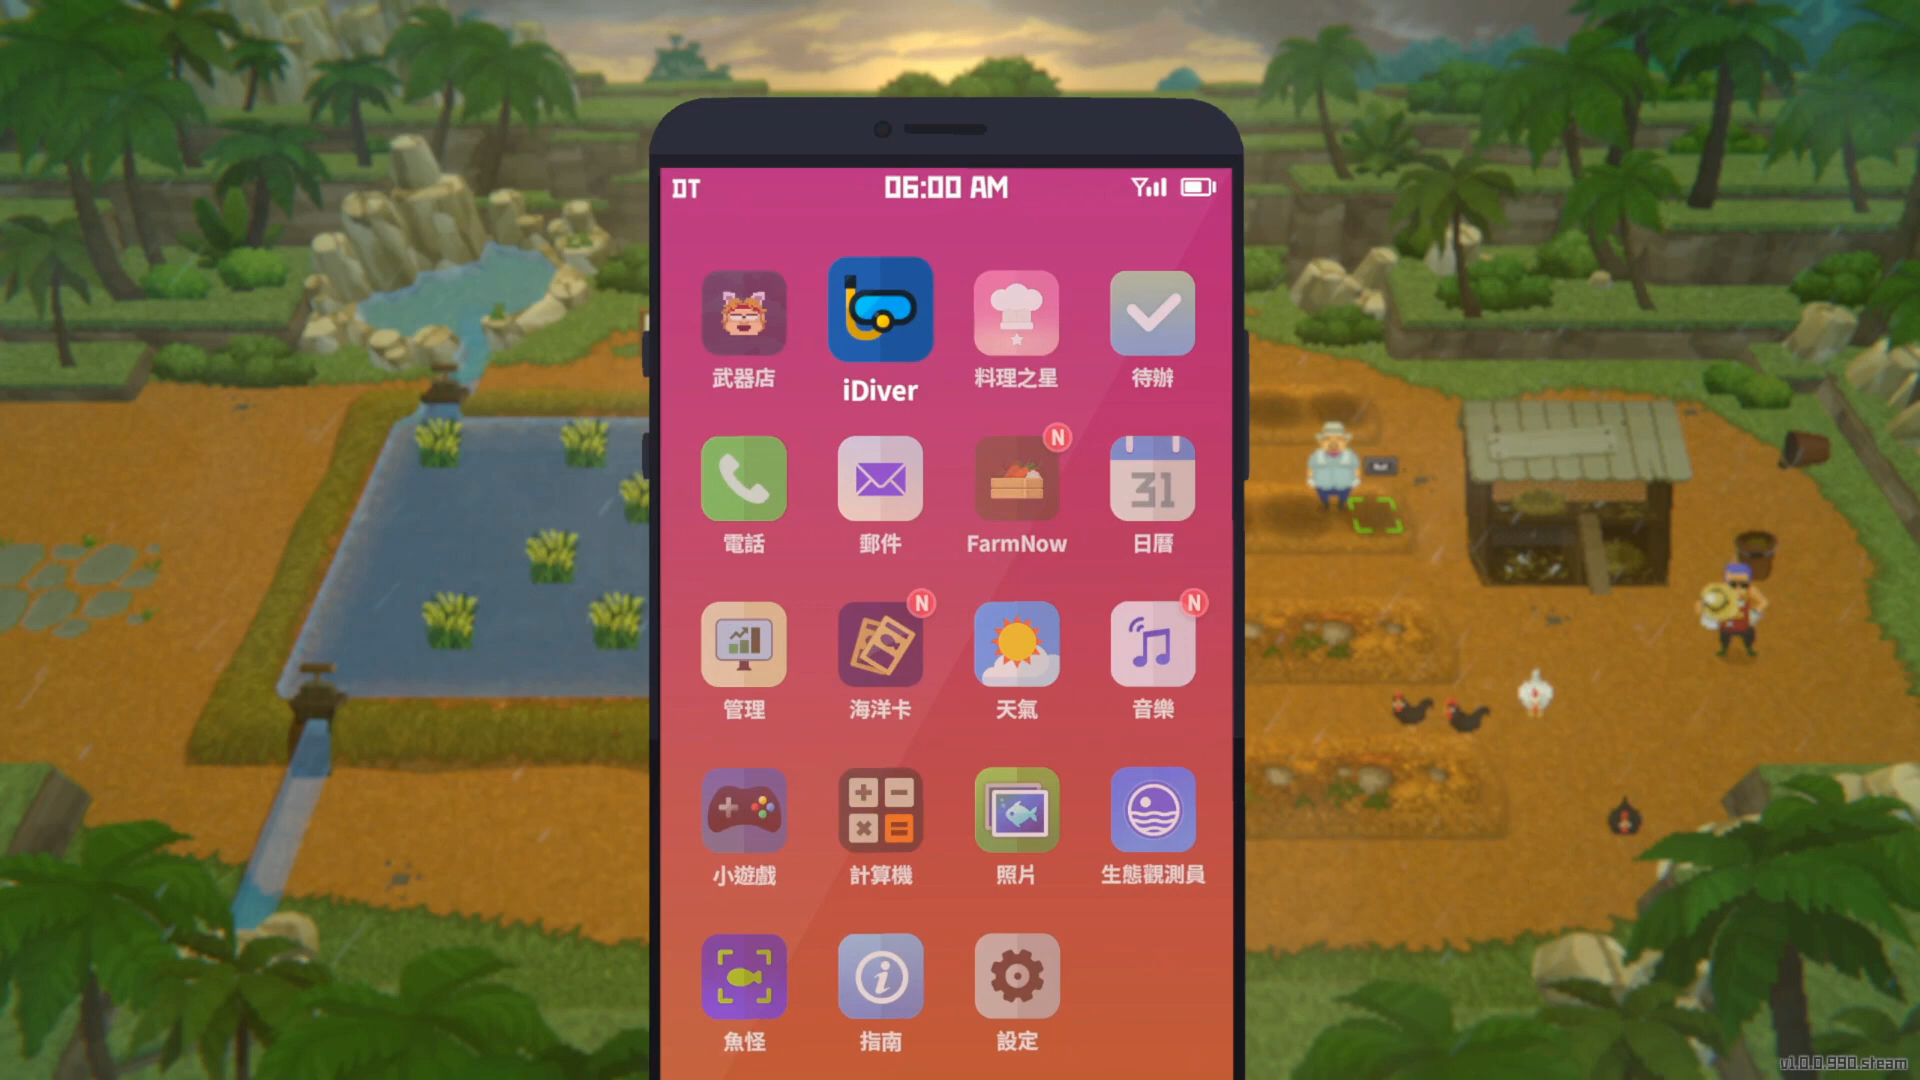 DT 06:00 AM
武器店 iDiver 料理之星 待辦
N
31
電話 郵件 FarmNow 日曆
N N
管理 海洋卡 天氣 音樂
小遊戲 計算機 照片 生態觀測員
魚怪 指南 設定
v1.0.0.990.steam